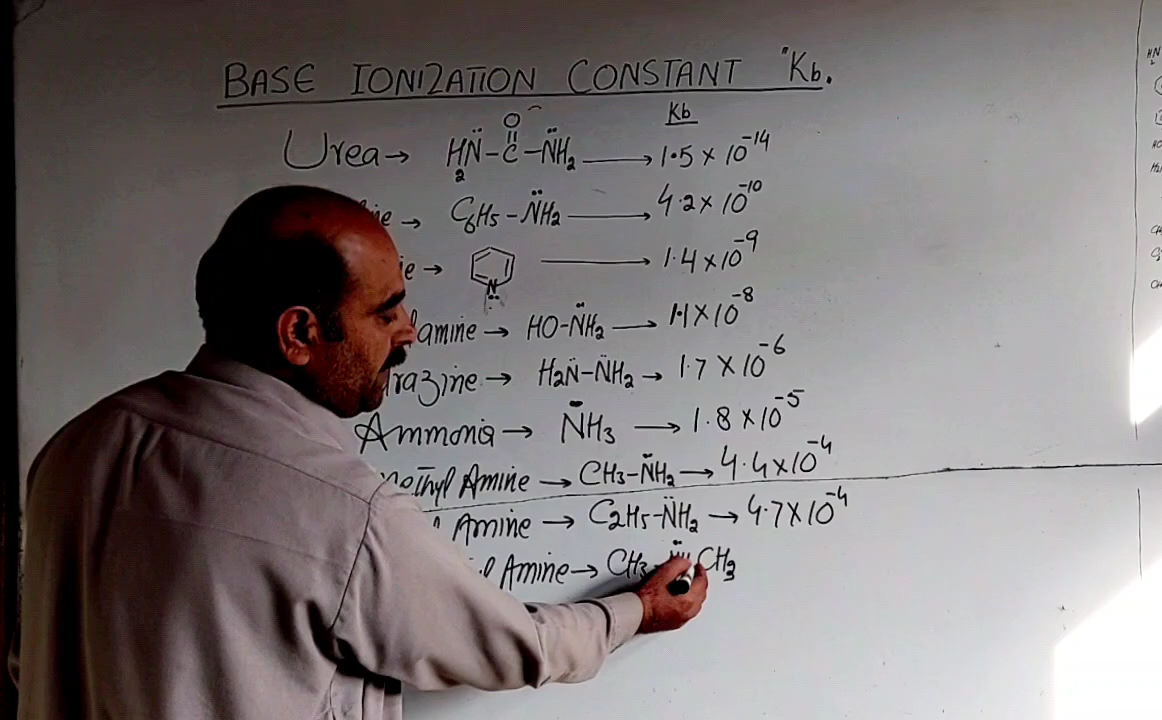 BASE IONIZATION CONSTANT "Kb.
Kb
Urea → H2N̈-C(=O)-N̈H2 → 1.5 × 10^-14
C6H5-N̈H2 → 4.2 × 10^-10
→ N̈ → 1.4 × 10^-9
amine → HO-N̈H2 → 1.1 × 10^-8
razine → H2N̈-N̈H2 → 1.7 × 10^-6
Ammonia → N̈H3 → 1.8 × 10^-5
methyl Amine → CH3-N̈H2 → 4.4 × 10^-4
Amine → C2H5-N̈H2 → 4.7 × 10^-4
Amine → CH3- CH3